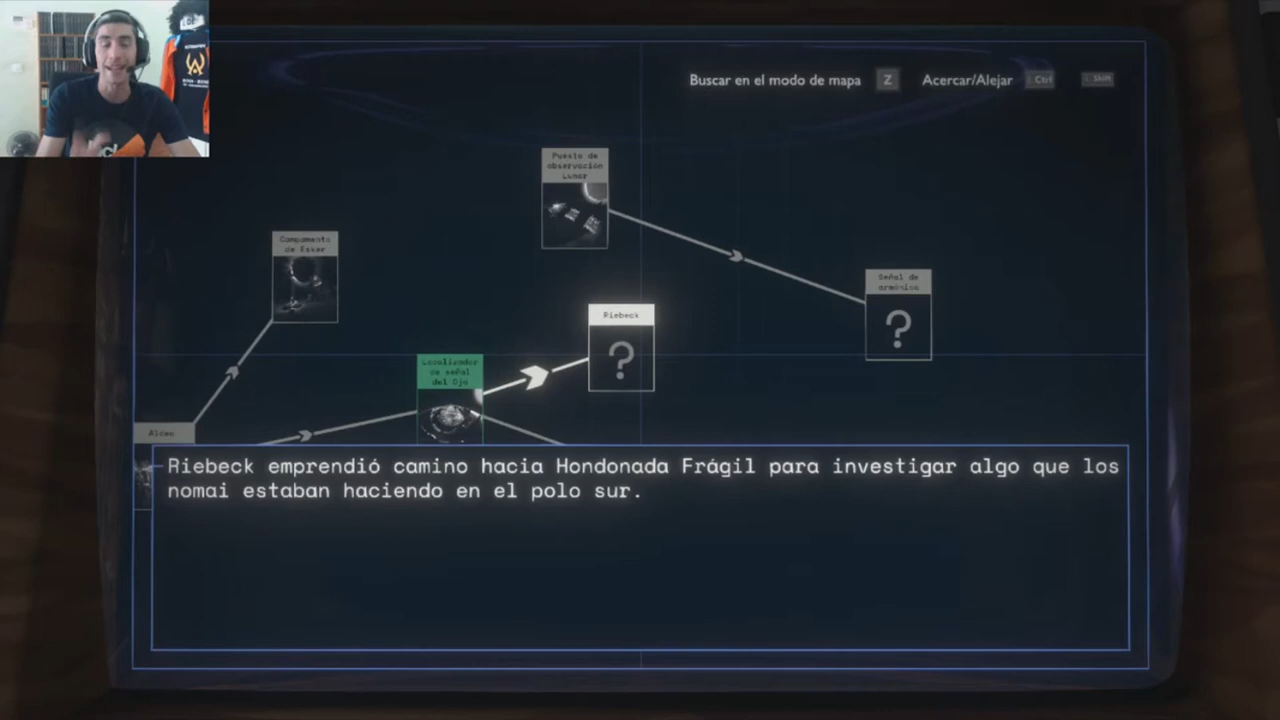 Buscar en el modo de mapa Z Acercar/Alejar Ctrl Shift
Puesto de
observación
Lunar
Campamento
de Esker
Señal de
armónica
Riebeck
Localizador
de señal
del Ojo
Aldea
Riebeck emprendió camino hacia Hondonada Frágil para investigar algo que los
nomai estaban haciendo en el polo sur.